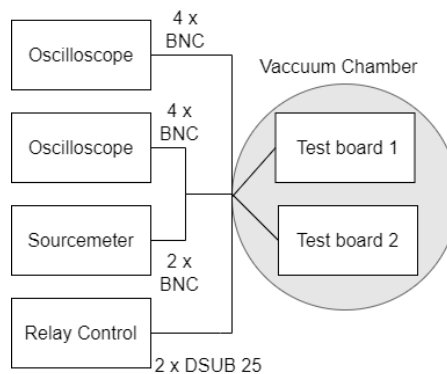 4 x
BNC
Oscilloscope
Vaccuum Chamber
4 x
BNC
Oscilloscope
Test board 1
Sourcemeter
Test board 2
2 x
BNC
Relay Control
2 x DSUB 25